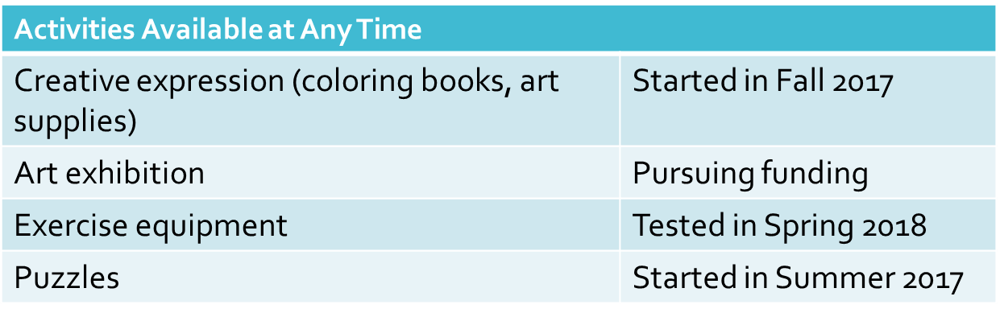 Activities Available at Any Time
Creative expression (coloring books, art
supplies)
Started in Fall 2017
Art exhibition
Pursuing funding
Exercise equipment
Tested in Spring 2018
Puzzles
Started in Summer 2017